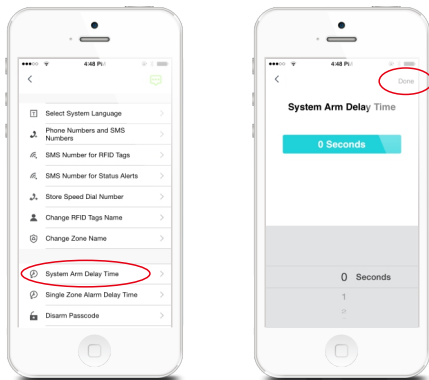 4:48 PM
Select System Language
Phone Numbers and SMS
Numbers
SMS Number for RFID Tags
SMS Number for Status Alerts
Store Speed Dial Number
Change RFID Tags Name
Change Zone Name
System Arm Delay Time
Single Zone Alarm Delay Time
Disarm Passcode
4:48 PM
Done
System Arm Delay Time
0 Seconds
0 Seconds
1
2